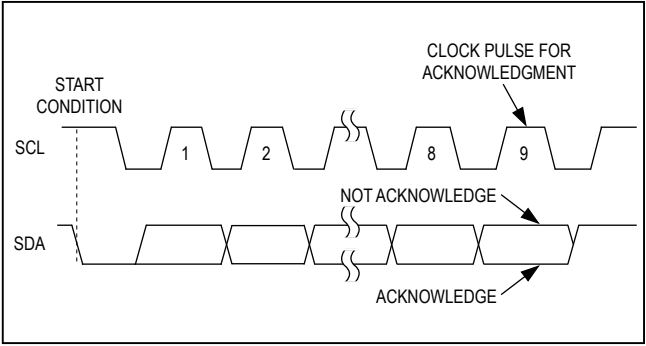 CLOCK PULSE FOR
ACKNOWLEDGMENT
START
CONDITION
SCL
1
2
8
9
NOT ACKNOWLEDGE
SDA
ACKNOWLEDGE